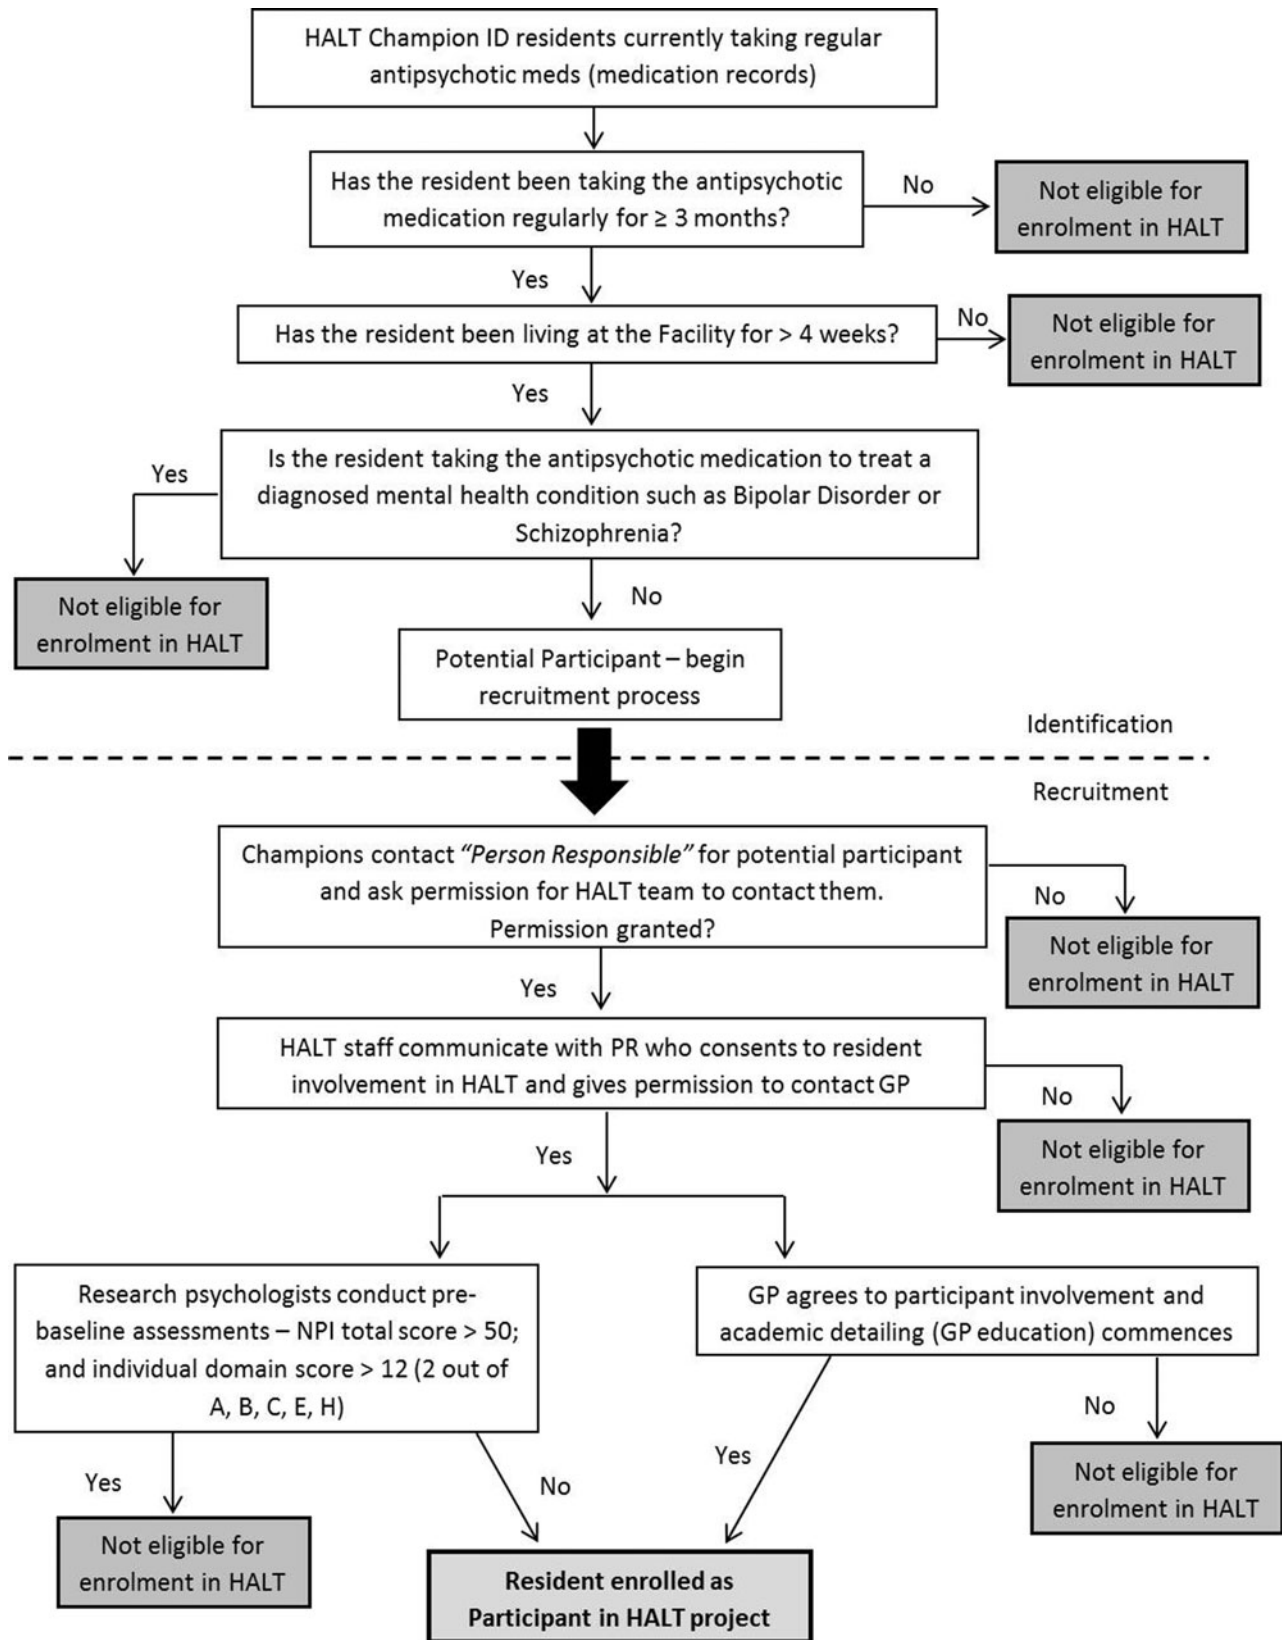 HALT Champion ID residents currently taking regular
antipsychotic meds (medication records)
Has the resident been taking the antipsychotic
medication regularly for ≥ 3 months?
No
Not eligible for
enrolment in HALT
Yes
Has the resident been living at the Facility for > 4 weeks?
No
Not eligible for
enrolment in HALT
Yes
Is the resident taking the antipsychotic medication to treat a
diagnosed mental health condition such as Bipolar Disorder or
Schizophrenia?
Yes
Not eligible for
enrolment in HALT
No
Potential Participant – begin
recruitment process
Identification
Recruitment
Champions contact “Person Responsible” for potential participant
and ask permission for HALT team to contact them.
Permission granted?
No
Not eligible for
enrolment in HALT
Yes
HALT staff communicate with PR who consents to resident
involvement in HALT and gives permission to contact GP
No
Not eligible for
enrolment in HALT
Yes
Research psychologists conduct pre-
baseline assessments – NPI total score > 50;
and individual domain score > 12 (2 out of
A, B, C, E, H)
GP agrees to participant involvement and
academic detailing (GP education) commences
Yes
Not eligible for
enrolment in HALT
No
Yes
No
Not eligible for
enrolment in HALT
Resident enrolled as
Participant in HALT project